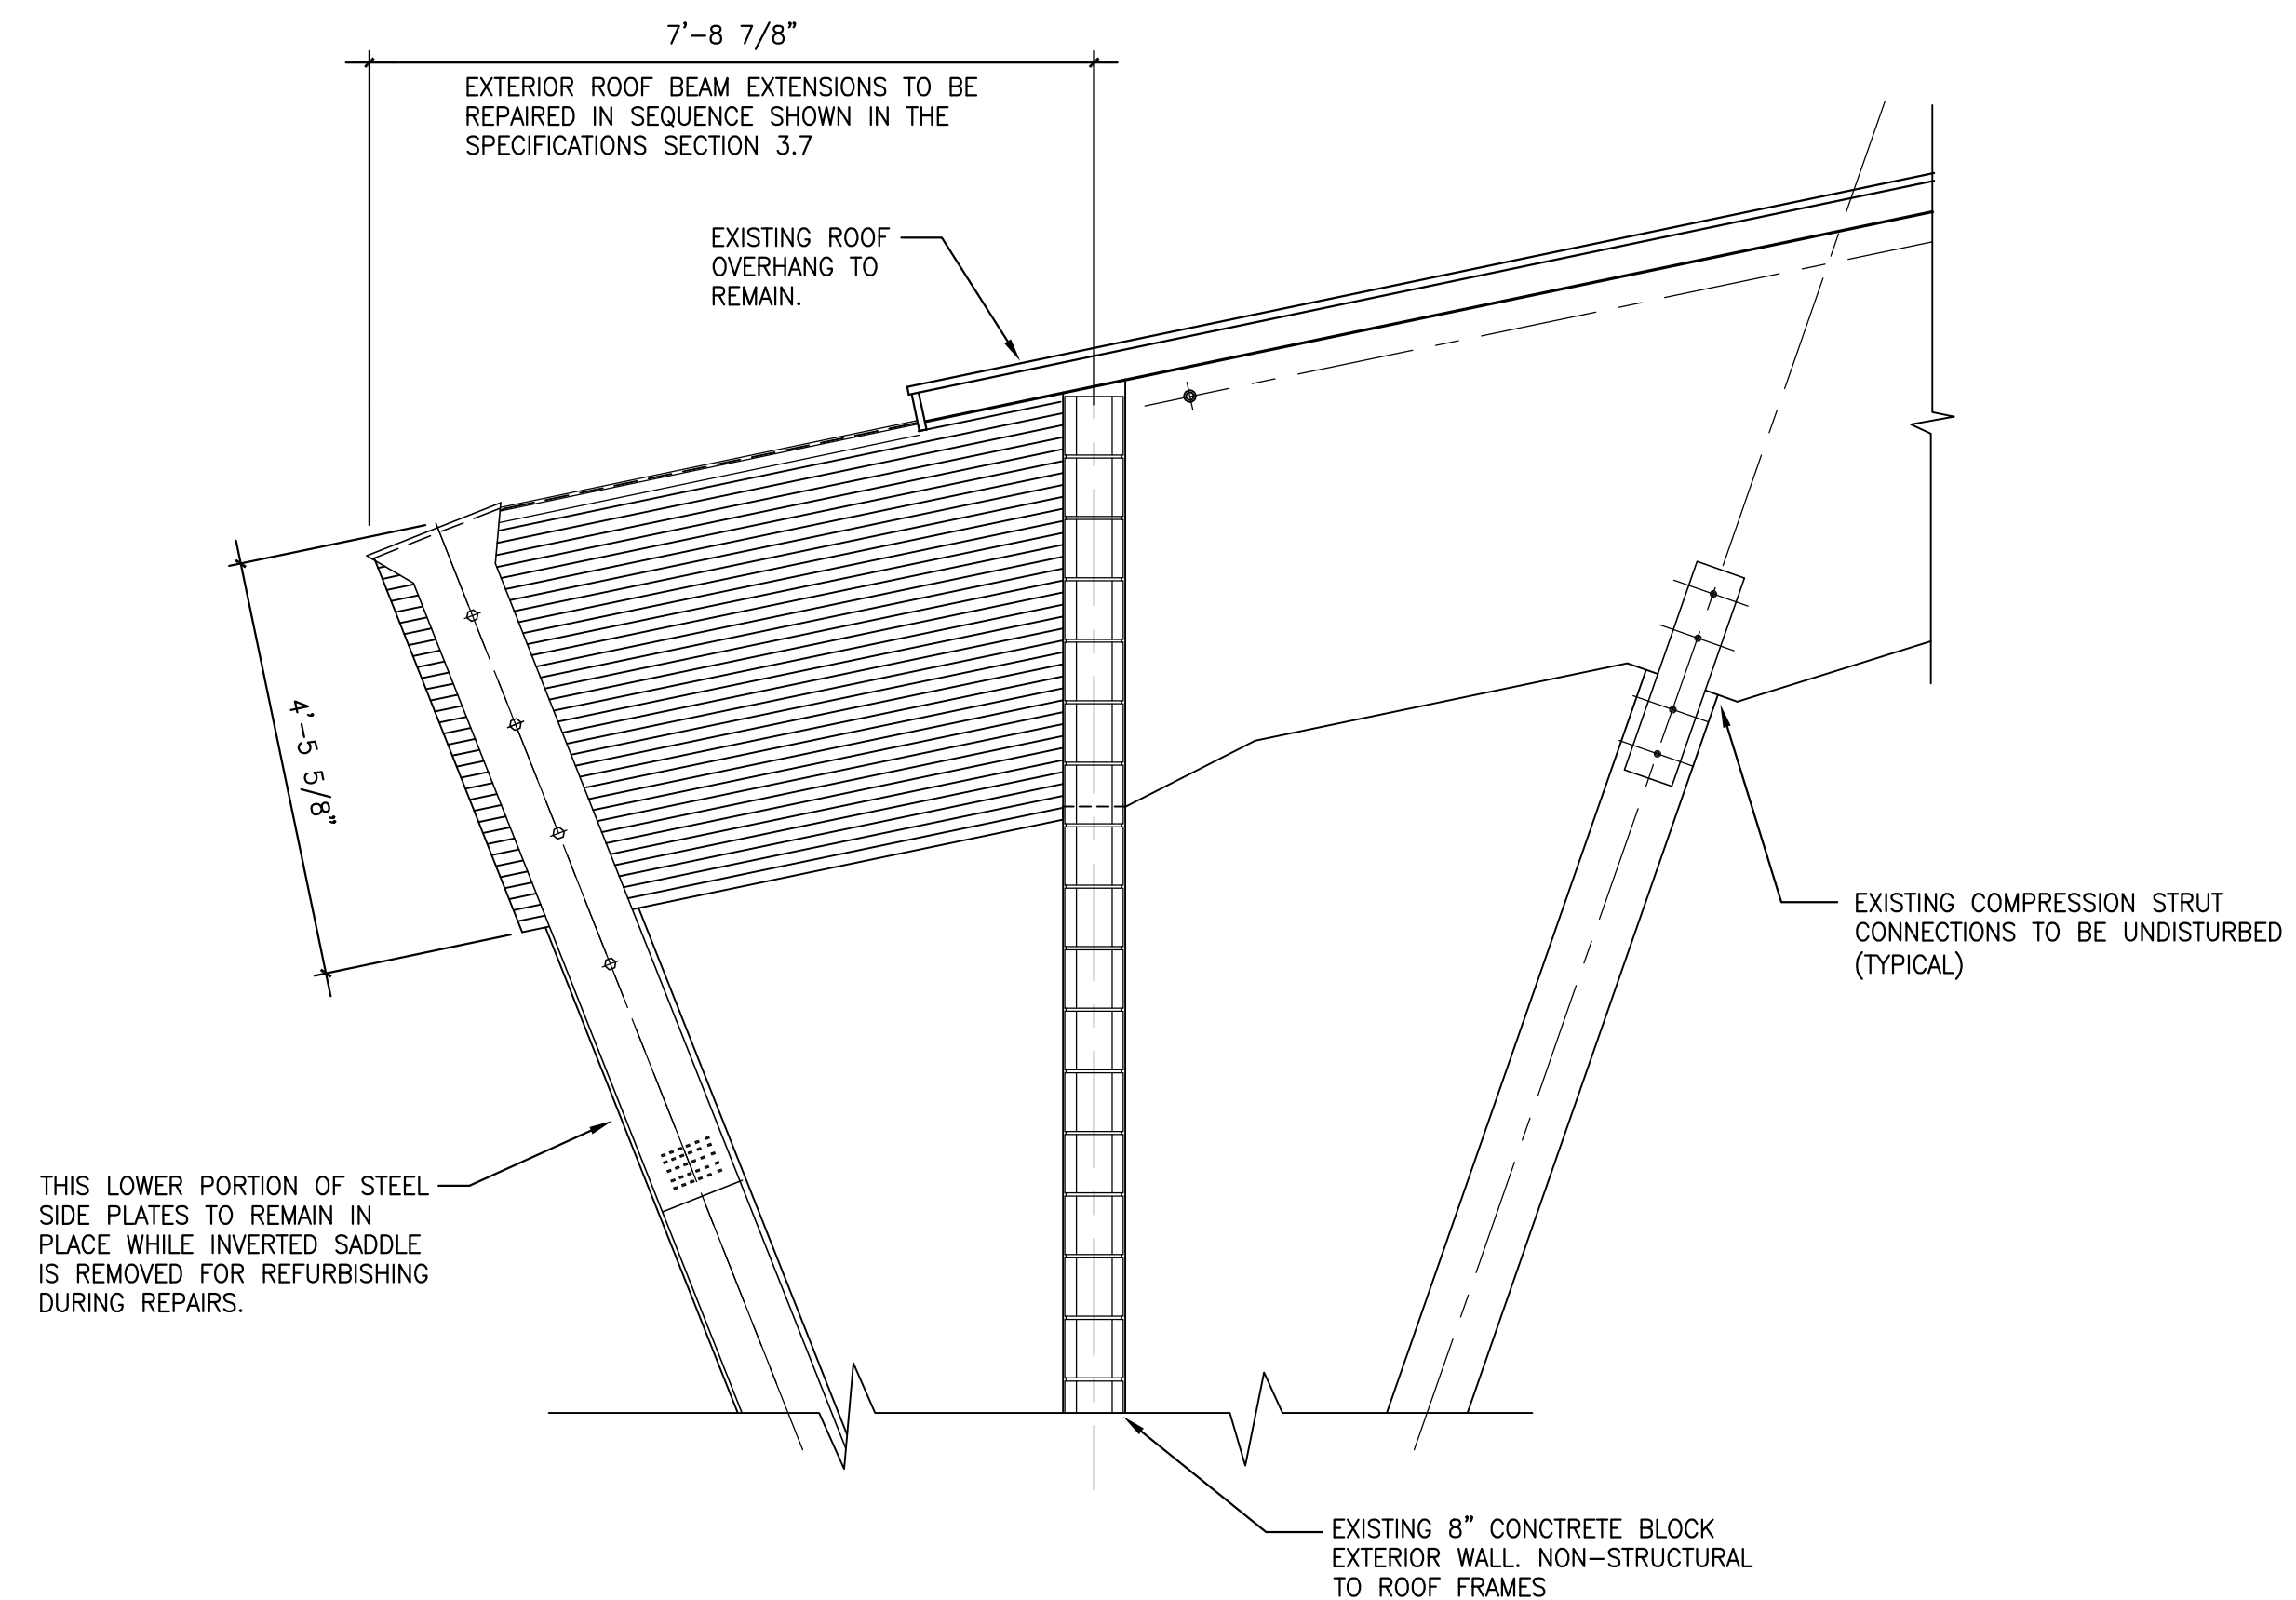 7'-8 7/8"
EXTERIOR ROOF BEAM EXTENSIONS TO BE
REPAIRED IN SEQUENCE SHOWN IN THE
SPECIFICATIONS SECTION 3.7
EXISTING ROOF
OVERHANG TO
REMAIN.
4'-5 5/8"
EXISTING COMPRESSION STRUT
CONNECTIONS TO BE UNDISTURBED
(TYPICAL)
THIS LOWER PORTION OF STEEL
SIDE PLATES TO REMAIN IN
PLACE WHILE INVERTED SADDLE
IS REMOVED FOR REFURBISHING
DURING REPAIRS.
EXISTING 8" CONCTRETE BLOCK
EXTERIOR WALL. NON-STRUCTURAL
TO ROOF FRAMES